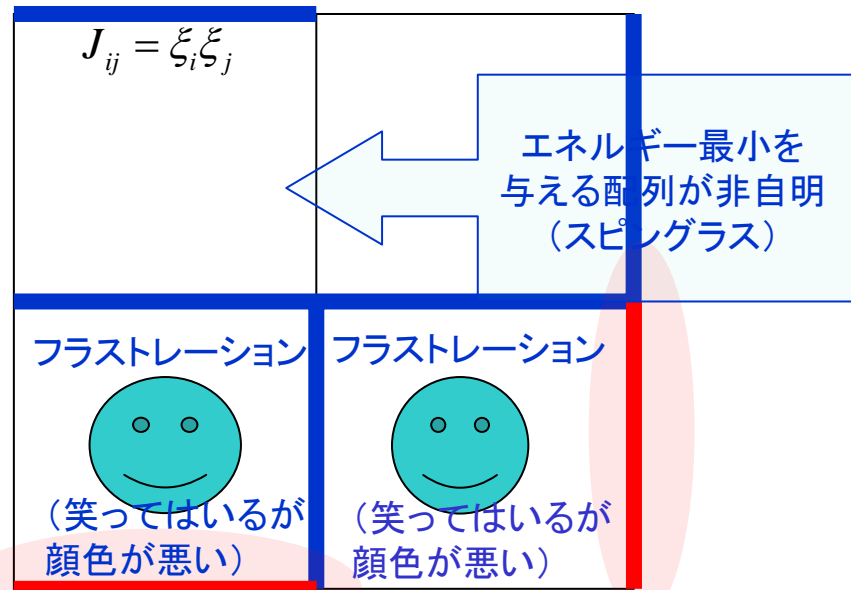 J_{ij} = ξ_iξ_j
エネルギー最小を
与える配列が非自明
（スピングラス）
フラストレーション
（笑ってはいるが
顔色が悪い）
フラストレーション
（笑ってはいるが
顔色が悪い）